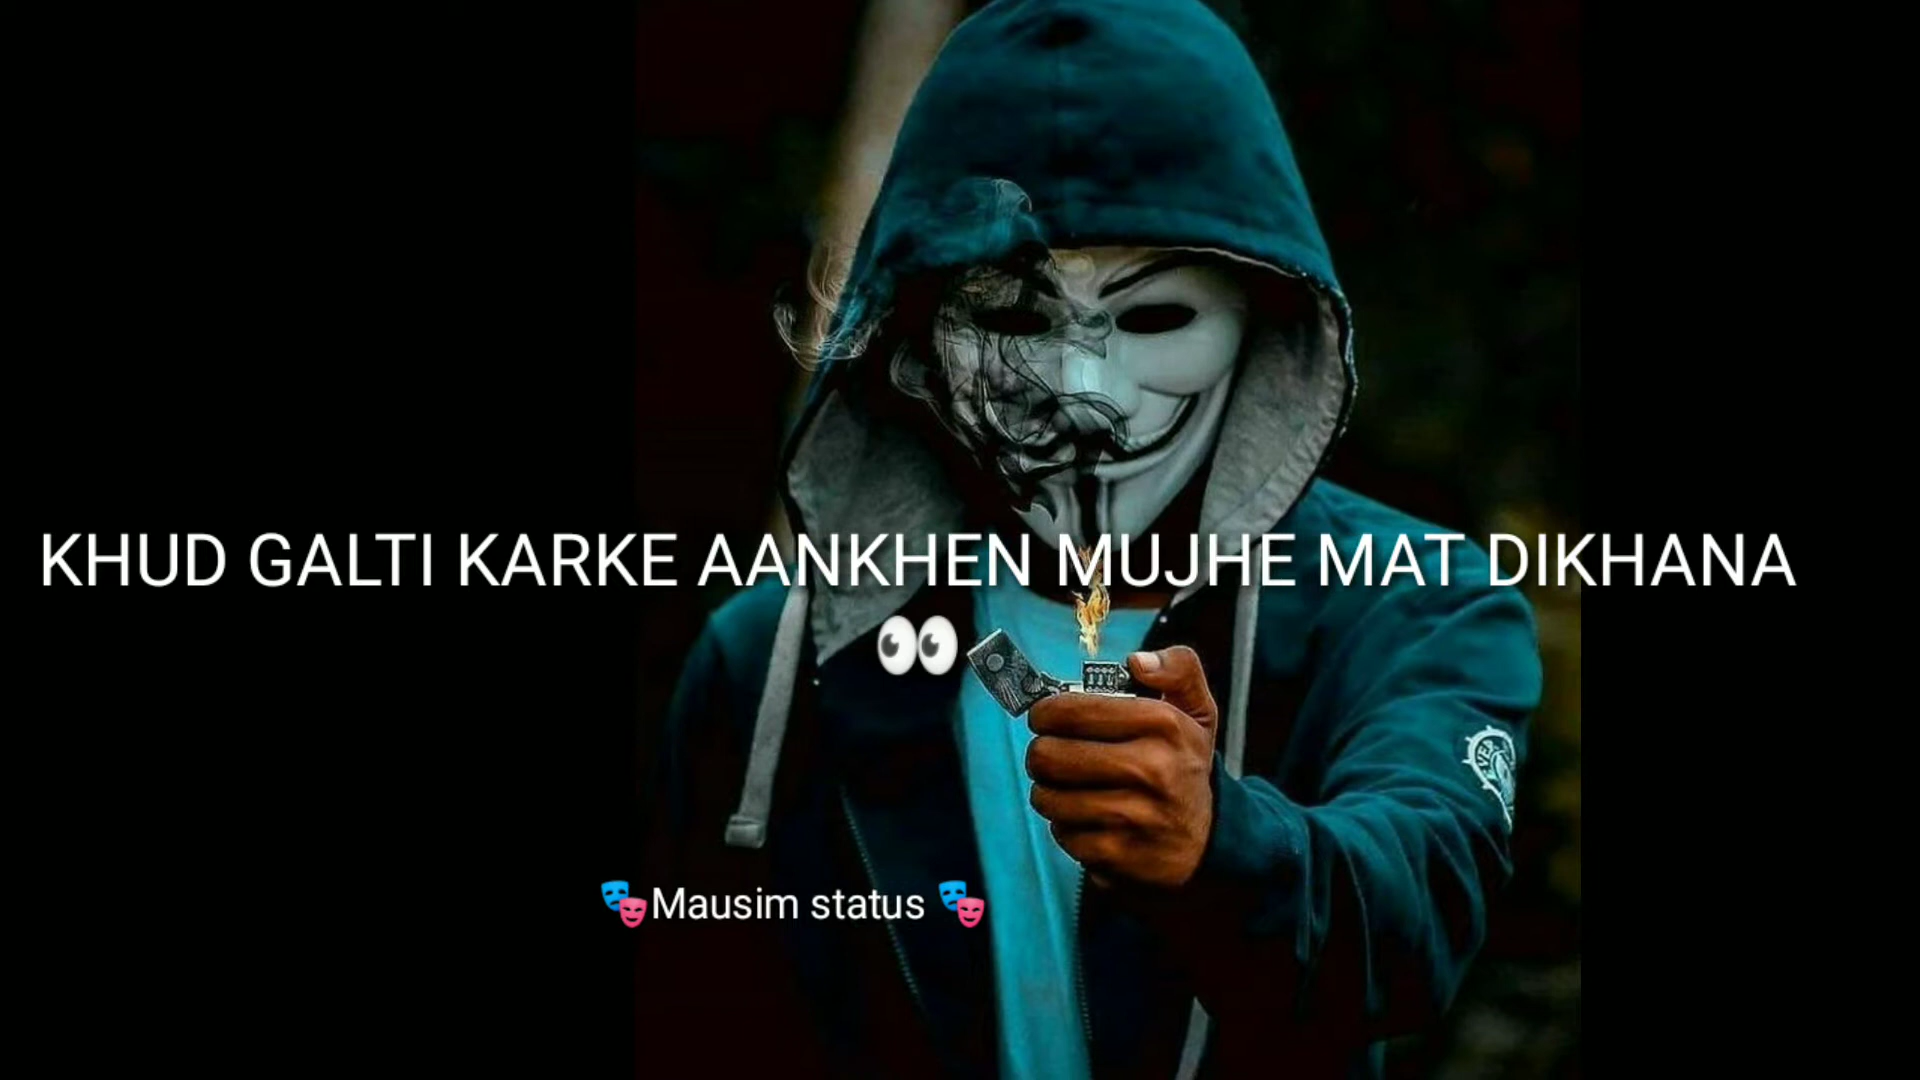 KHUD GALTI KARKE AANKHEN MUJHE MAT DIKHANA
👀
🎭Mausim status 🎭